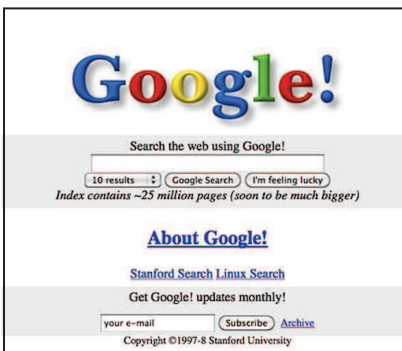 Google!
Search the web using Google!
10 results Google Search I'm feeling lucky
Index contains ~25 million pages (soon to be much bigger)
About Google!
Stanford Search Linux Search
Get Google! updates monthly!
your e-mail Subscribe Archive
Copyright ©1997-8 Stanford University